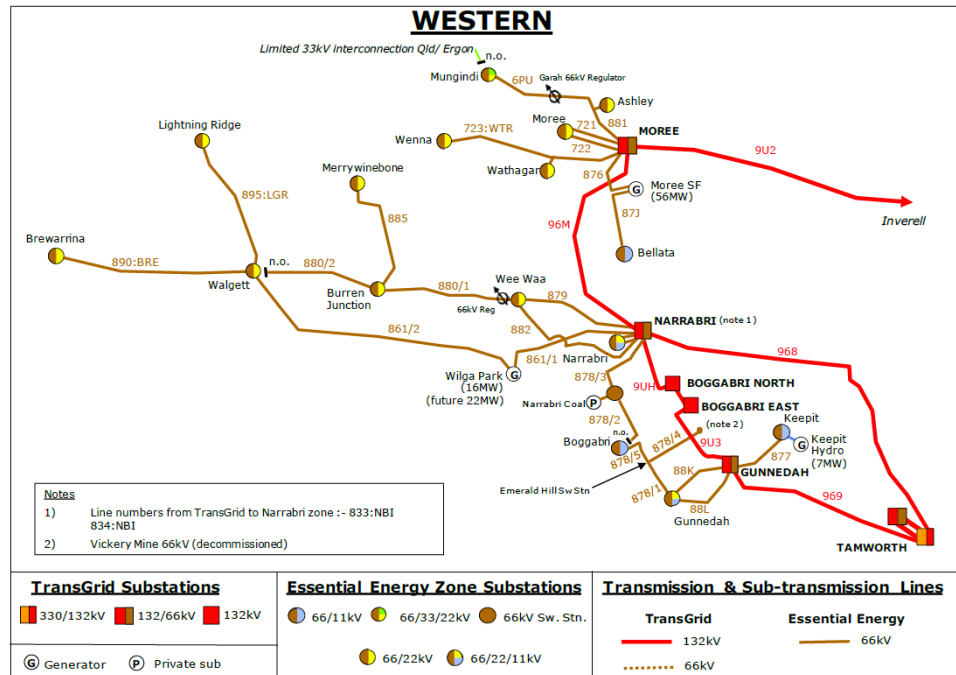 WESTERN
Limited 33kV interconnection Qld/ Ergon
n.o.
Mungindi
6PU
Garah 66kV Regulator
Ashley
881
Lightning Ridge
Moree
721
MOREE
723:WTR
Wenna
722
9U2
Wathagar
876
Merrywinebone
Moree SF
(56MW)
895:LGR
87J
Inverell
885
96M
Brewarrina
Bellata
890:BRE
n.o.
880/2
Walgett
Burren
Junction
880/1
Wee Waa
879
66kV Reg
882
NARRABRI (note 1)
861/2
861/1
Narrabri
968
G
Wilga Park
(16MW)
(future 22MW)
878/3
9UH
BOGGABRI NORTH
Narrabri Coal
P
BOGGABRI EAST
878/2
(note 2)
Keepit
n.o.
Boggabri
878/4
9U3
G
Keepit
Hydro
(7MW)
878/5
877
GUNNEDAH
88K
Emerald Hill Sw Stn
878/1
969
88L
Gunnedah
TAMWORTH
Notes
1) Line numbers from TransGrid to Narrabri zone :- 833:NBI
834:NBI
2) Vickery Mine 66kV (decommissioned)
TransGrid Substations
330/132kV 132/66kV 132kV
G Generator P Private sub
Essential Energy Zone Substations
66/11kV 66/33/22kV 66kV Sw. Stn.
66/22kV 66/22/11kV
Transmission & Sub-transmission Lines
TransGrid Essential Energy
132kV 66kV
66kV